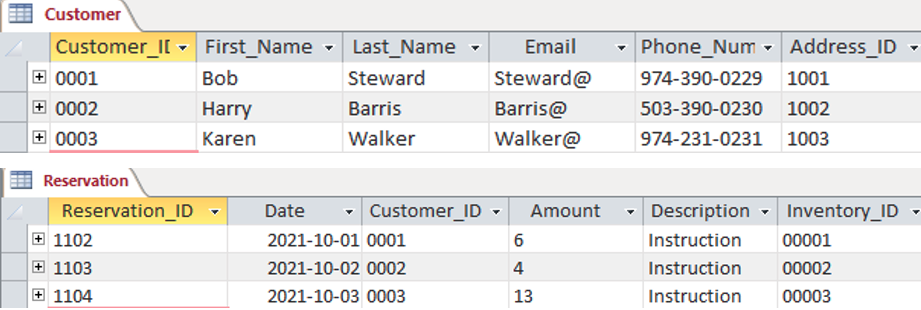 Customer
Customer_ID First_Name Last_Name Email Phone_Num Address_ID
0001 Bob Steward Steward@ 974-390-0229 1001
0002 Harry Barris Barris@ 503-390-0230 1002
0003 Karen Walker Walker@ 974-231-0231 1003
Reservation
Reservation_ID Date Customer_ID Amount Description Inventory_ID
1102 2021-10-01 0001 6 Instruction 00001
1103 2021-10-02 0002 4 Instruction 00002
1104 2021-10-03 0003 13 Instruction 00003